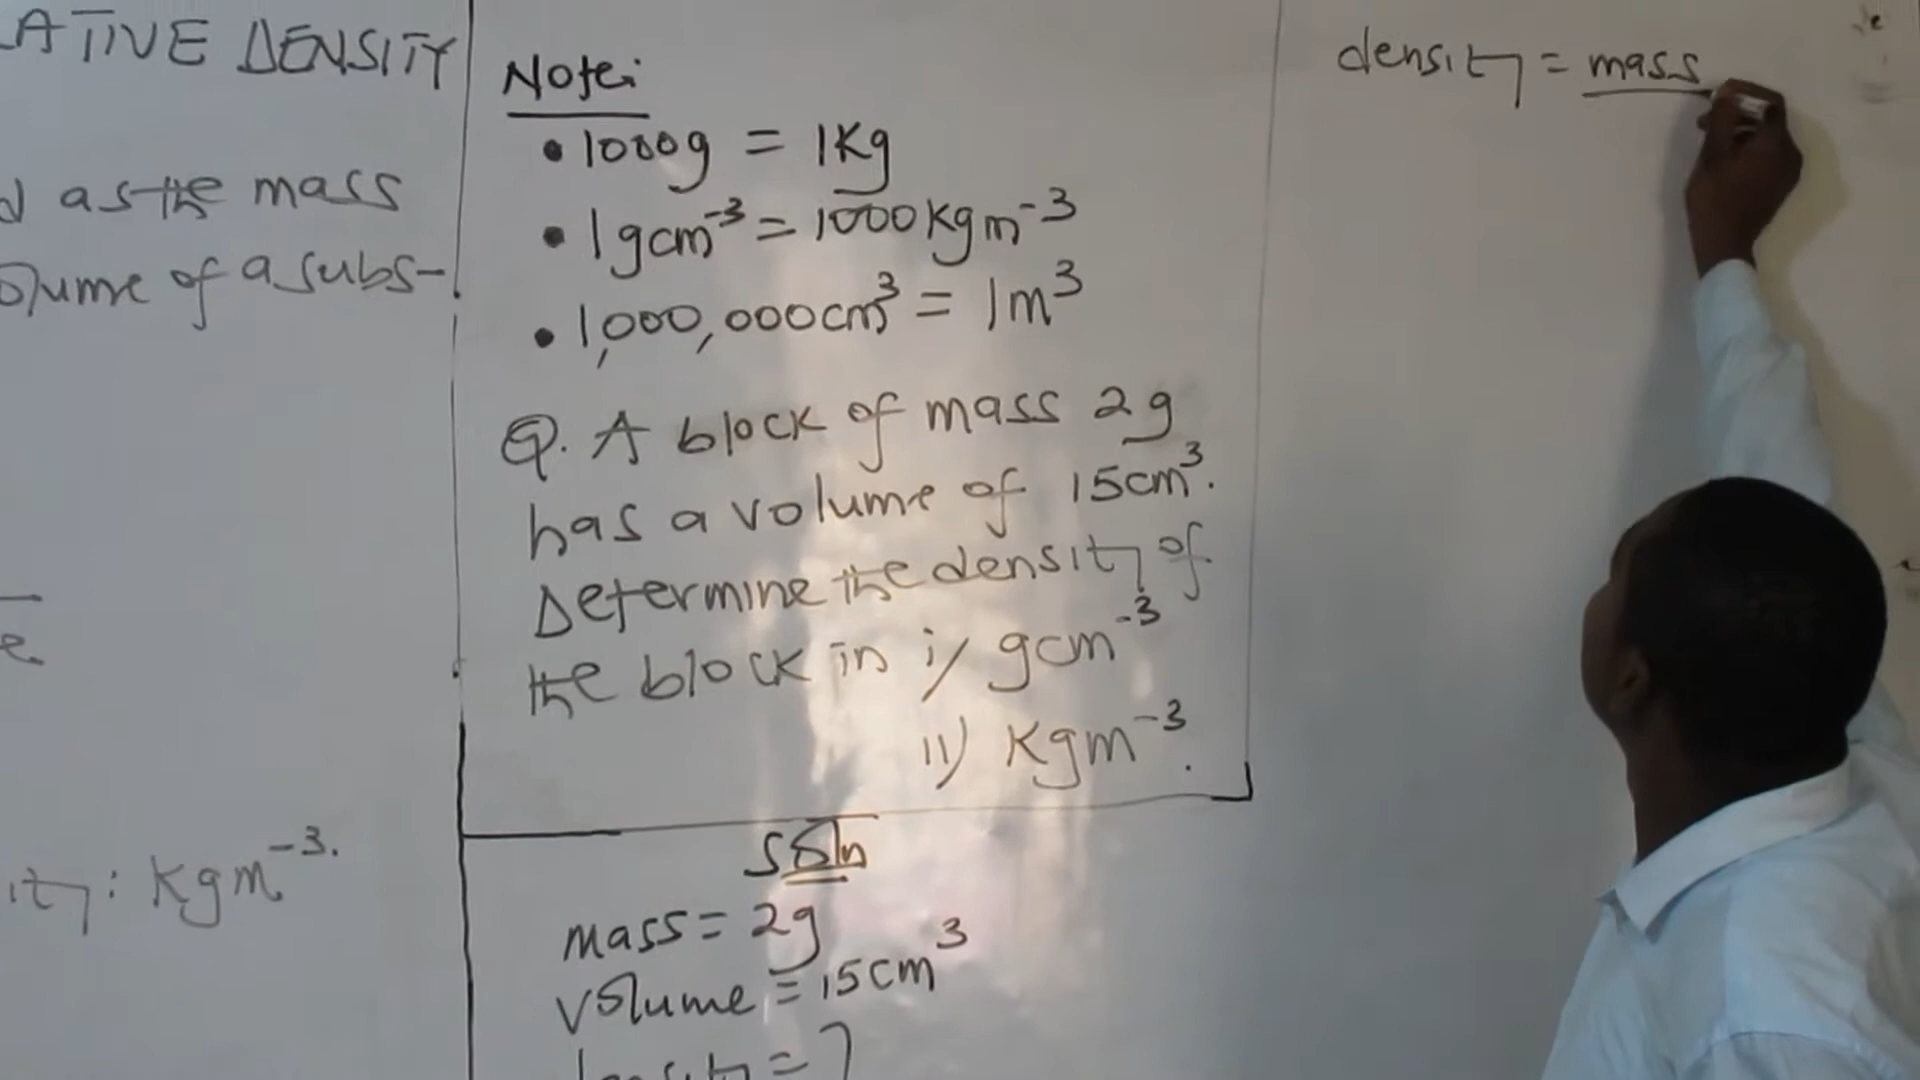 ATIVE DENSITY
d as the mass
olume of a subs-
e
ity: Kgm⁻³.
Note:
• 1000g = 1Kg
• 1gcm⁻³ = 1000Kgm⁻³
• 1,000,000cm³ = 1m³
Q. A block of mass 2g
has a volume of 15cm³.
Determine the density of
the block in i/ gcm⁻³
ii) Kgm⁻³.
Soln
mass = 2g
volume = 15cm³
density = ?
density = mass